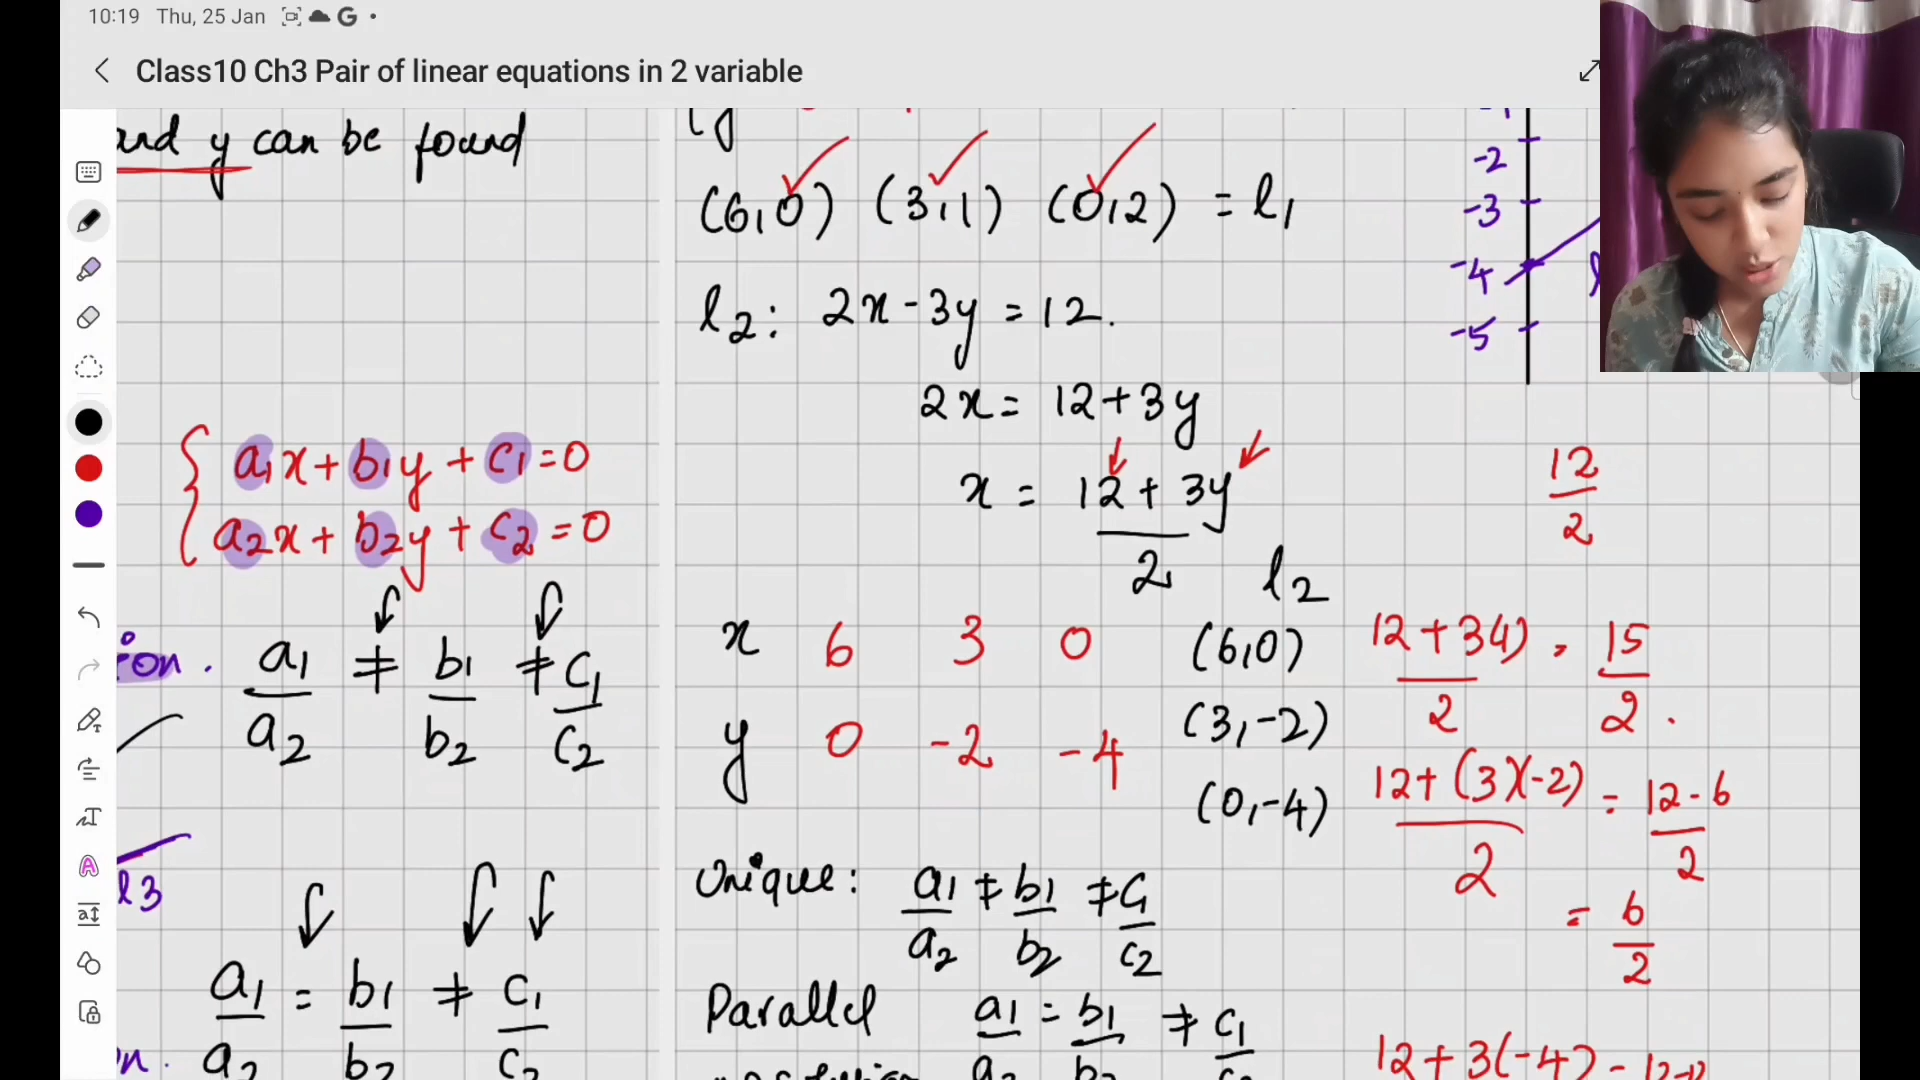 10:19 Thu, 25 Jan
Class10 Ch3 Pair of linear equations in 2 variable
and y can be found
a1x + b1y + c1 = 0
a2x + b2y + c2 = 0
a1/a2 ≠ b1/b2 ≠ c1/c2
l3
a1/a2 = b1/b2 ≠ c1/c2
(6,0) (3,1) (0,2) = l1
l2: 2x - 3y = 12.
2x = 12 + 3y
x = 12 + 3y
2
l2
x 6 3 0
y 0 -2 -4
(6,0)
(3,-2)
(0,-4)
Unique: a1/a2 ≠ b1/b2 ≠ c1/c2
Parallel a1 = b1 ≠ c1
-2
-3
-4
-5
12/2
12 + 3(1)/2 = 15/2.
12 + (3)(-2)/2 = 12 - 6/2
= 6/2
12 + 3(-4)